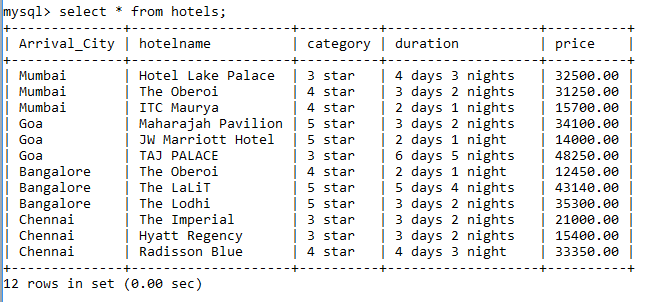 mysql> select * from hotels;
+--------------+--------------------+----------+-----------------+----------+
| Arrival_City | hotelname          | category | duration        | price    |
+--------------+--------------------+----------+-----------------+----------+
| Mumbai       | Hotel Lake Palace  | 3 star   | 4 days 3 nights | 32500.00 |
| Mumbai       | The Oberoi         | 4 star   | 3 days 2 nights | 31250.00 |
| Mumbai       | ITC Maurya         | 4 star   | 2 days 1 nights | 15700.00 |
| Goa          | Maharajah Pavilion | 5 star   | 3 days 2 nights | 34100.00 |
| Goa          | JW Marriott Hotel  | 5 star   | 2 days 1 night  | 14000.00 |
| Goa          | TAJ PALACE         | 3 star   | 6 days 5 nights | 48250.00 |
| Bangalore    | The Oberoi         | 4 star   | 2 days 1 night  | 12450.00 |
| Bangalore    | The LaLiT          | 5 star   | 5 days 4 nights | 43140.00 |
| Bangalore    | The Lodhi          | 5 star   | 3 days 2 nights | 35300.00 |
| Chennai      | The Imperial       | 3 star   | 3 days 2 nights | 21000.00 |
| Chennai      | Hyatt Regency      | 3 star   | 3 days 2 nights | 15400.00 |
| Chennai      | Radisson Blue      | 4 star   | 4 days 3 night  | 33350.00 |
+--------------+--------------------+----------+-----------------+----------+
12 rows in set (0.00 sec)